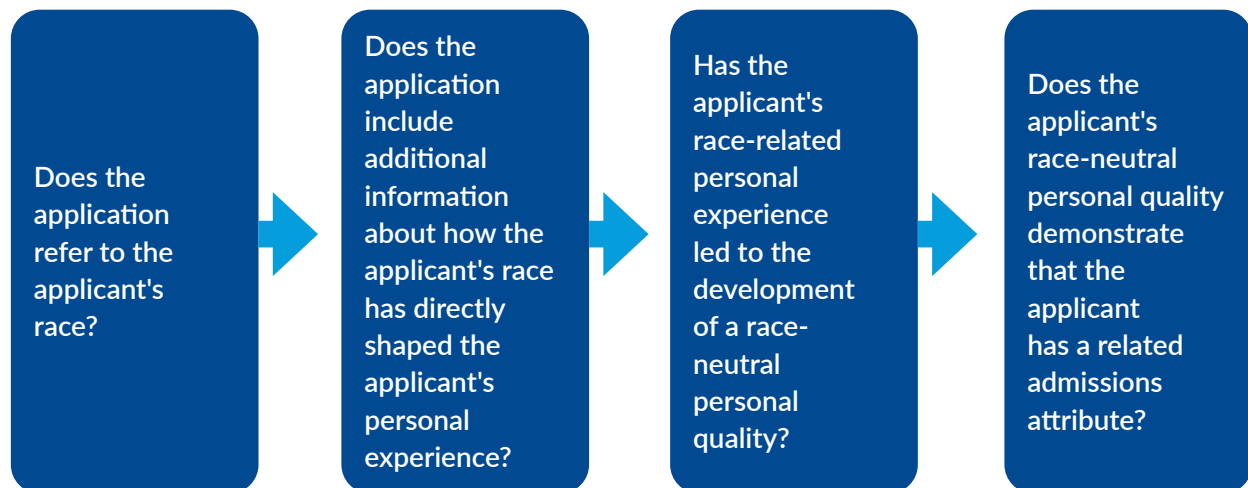 Does the
application
refer to the
applicant's
race?
Does the
application
include
additional
information
about how the
applicant's race
has directly
shaped the
applicant's
personal
experience?
Has the
applicant's
race-related
personal
experience
led to the
development
of a race-
neutral
personal
quality?
Does the
applicant's
race-neutral
personal quality
demonstrate
that the
applicant
has a related
admissions
attribute?